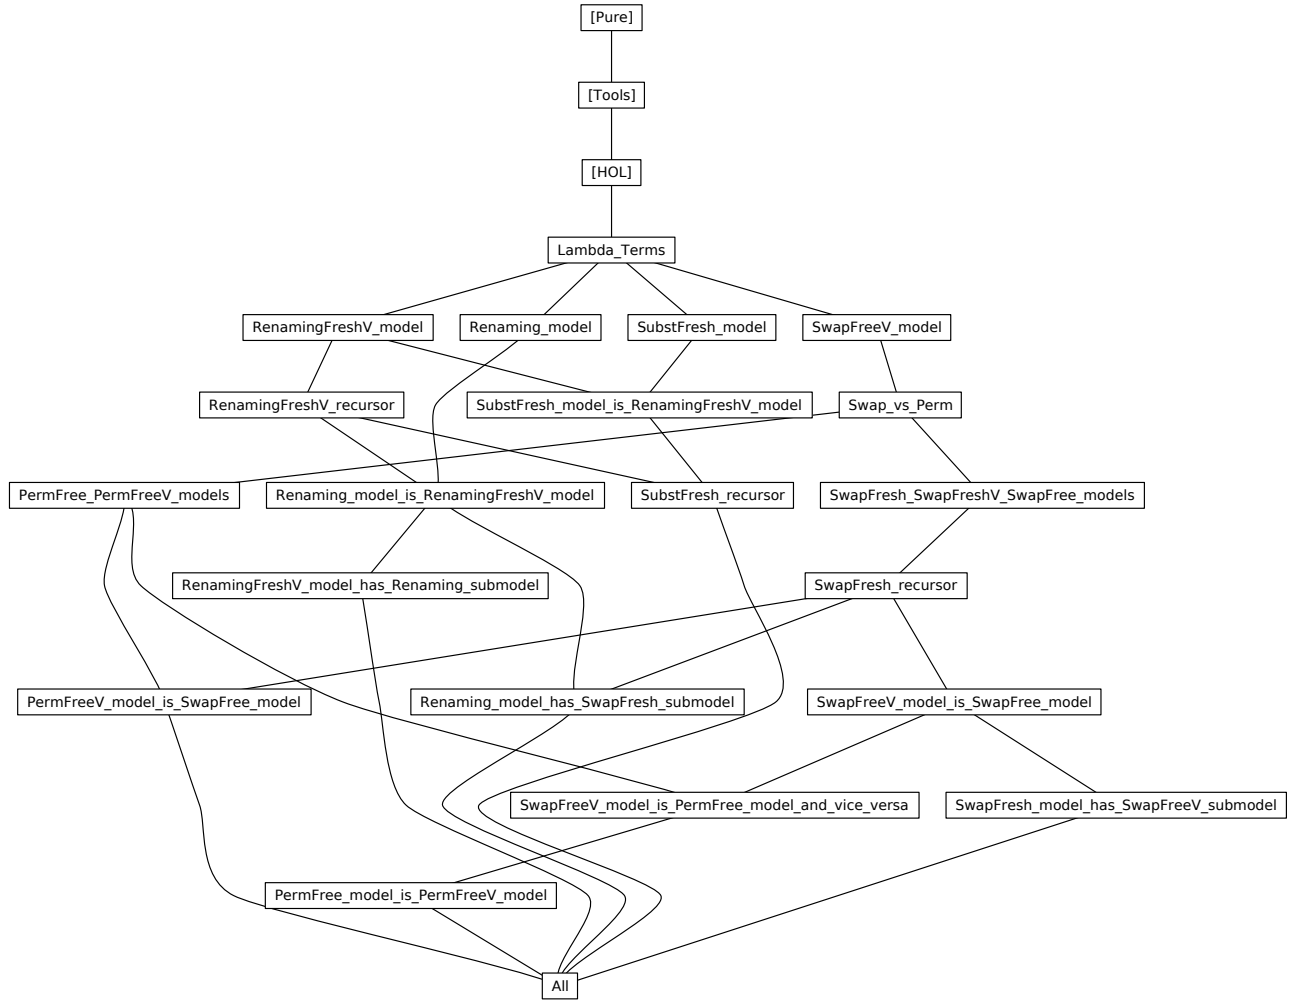 [Pure]
[Tools]
[HOL]
Lambda_Terms
RenamingFreshV_model
Renaming_model
SubstFresh_model
SwapFreeV_model
RenamingFreshV_recursor
SubstFresh_model_is_RenamingFreshV_model
Swap_vs_Perm
PermFree_PermFreeV_models
Renaming_model_is_RenamingFreshV_model
SubstFresh_recursor
SwapFresh_SwapFreshV_SwapFree_models
RenamingFreshV_model_has_Renaming_submodel
SwapFresh_recursor
PermFreeV_model_is_SwapFree_model
Renaming_model_has_SwapFresh_submodel
SwapFreeV_model_is_SwapFree_model
SwapFreeV_model_is_PermFree_model_and_vice_versa
SwapFresh_model_has_SwapFreeV_submodel
PermFree_model_is_PermFreeV_model
All